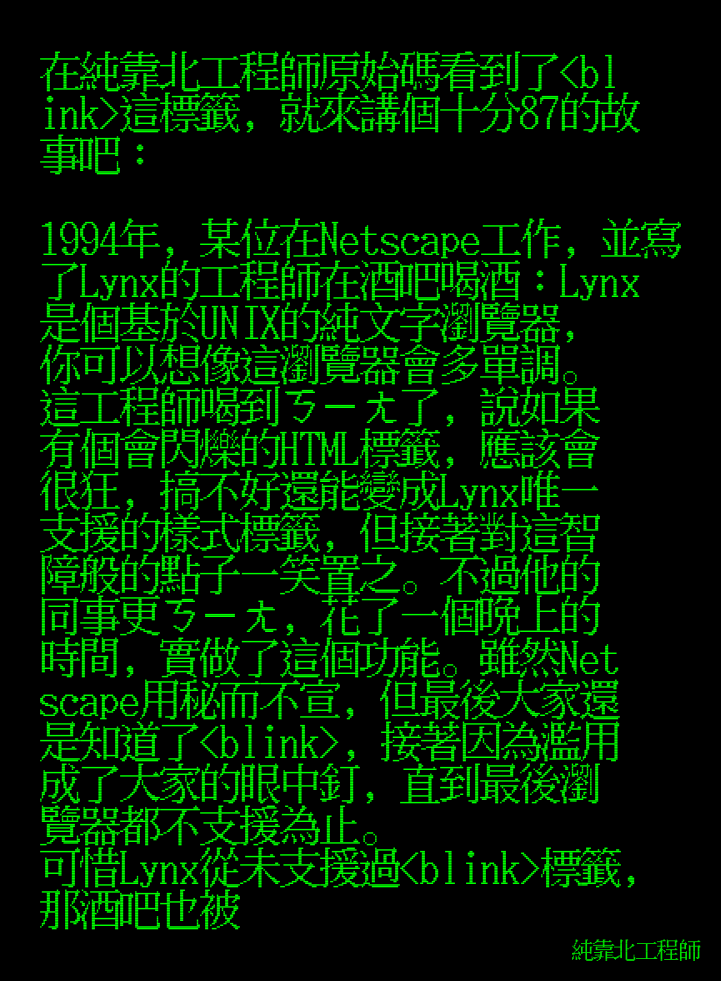 在純靠北工程師原始碼看到了<bl
ink>這標籤, 就來講個十分87的故
事吧：
1994年, 某位在Netscape工作, 並寫
了Lynx的工程師在酒吧喝酒：Lynx
是個基於UNIX的純文字瀏覽器,
你可以想像這瀏覽器會多單調。
這工程師喝到ㄎㄧㄤ了, 說如果
有個會閃爍的HTML標籤, 應該會
很狂, 搞不好還能變成Lynx唯一
支援的樣式標籤, 但接著對這智
障般的點子一笑置之。不過他的
同事更ㄎㄧㄤ, 花了一個晚上的
時間, 實做了這個功能。雖然Net
scape用秘而不宣, 但最後大家還
是知道了<blink>, 接著因為濫用
成了大家的眼中釘, 直到最後瀏
覽器都不支援為止。
可惜Lynx從未支援過<blink>標籤,
那酒吧也被
純靠北工程師